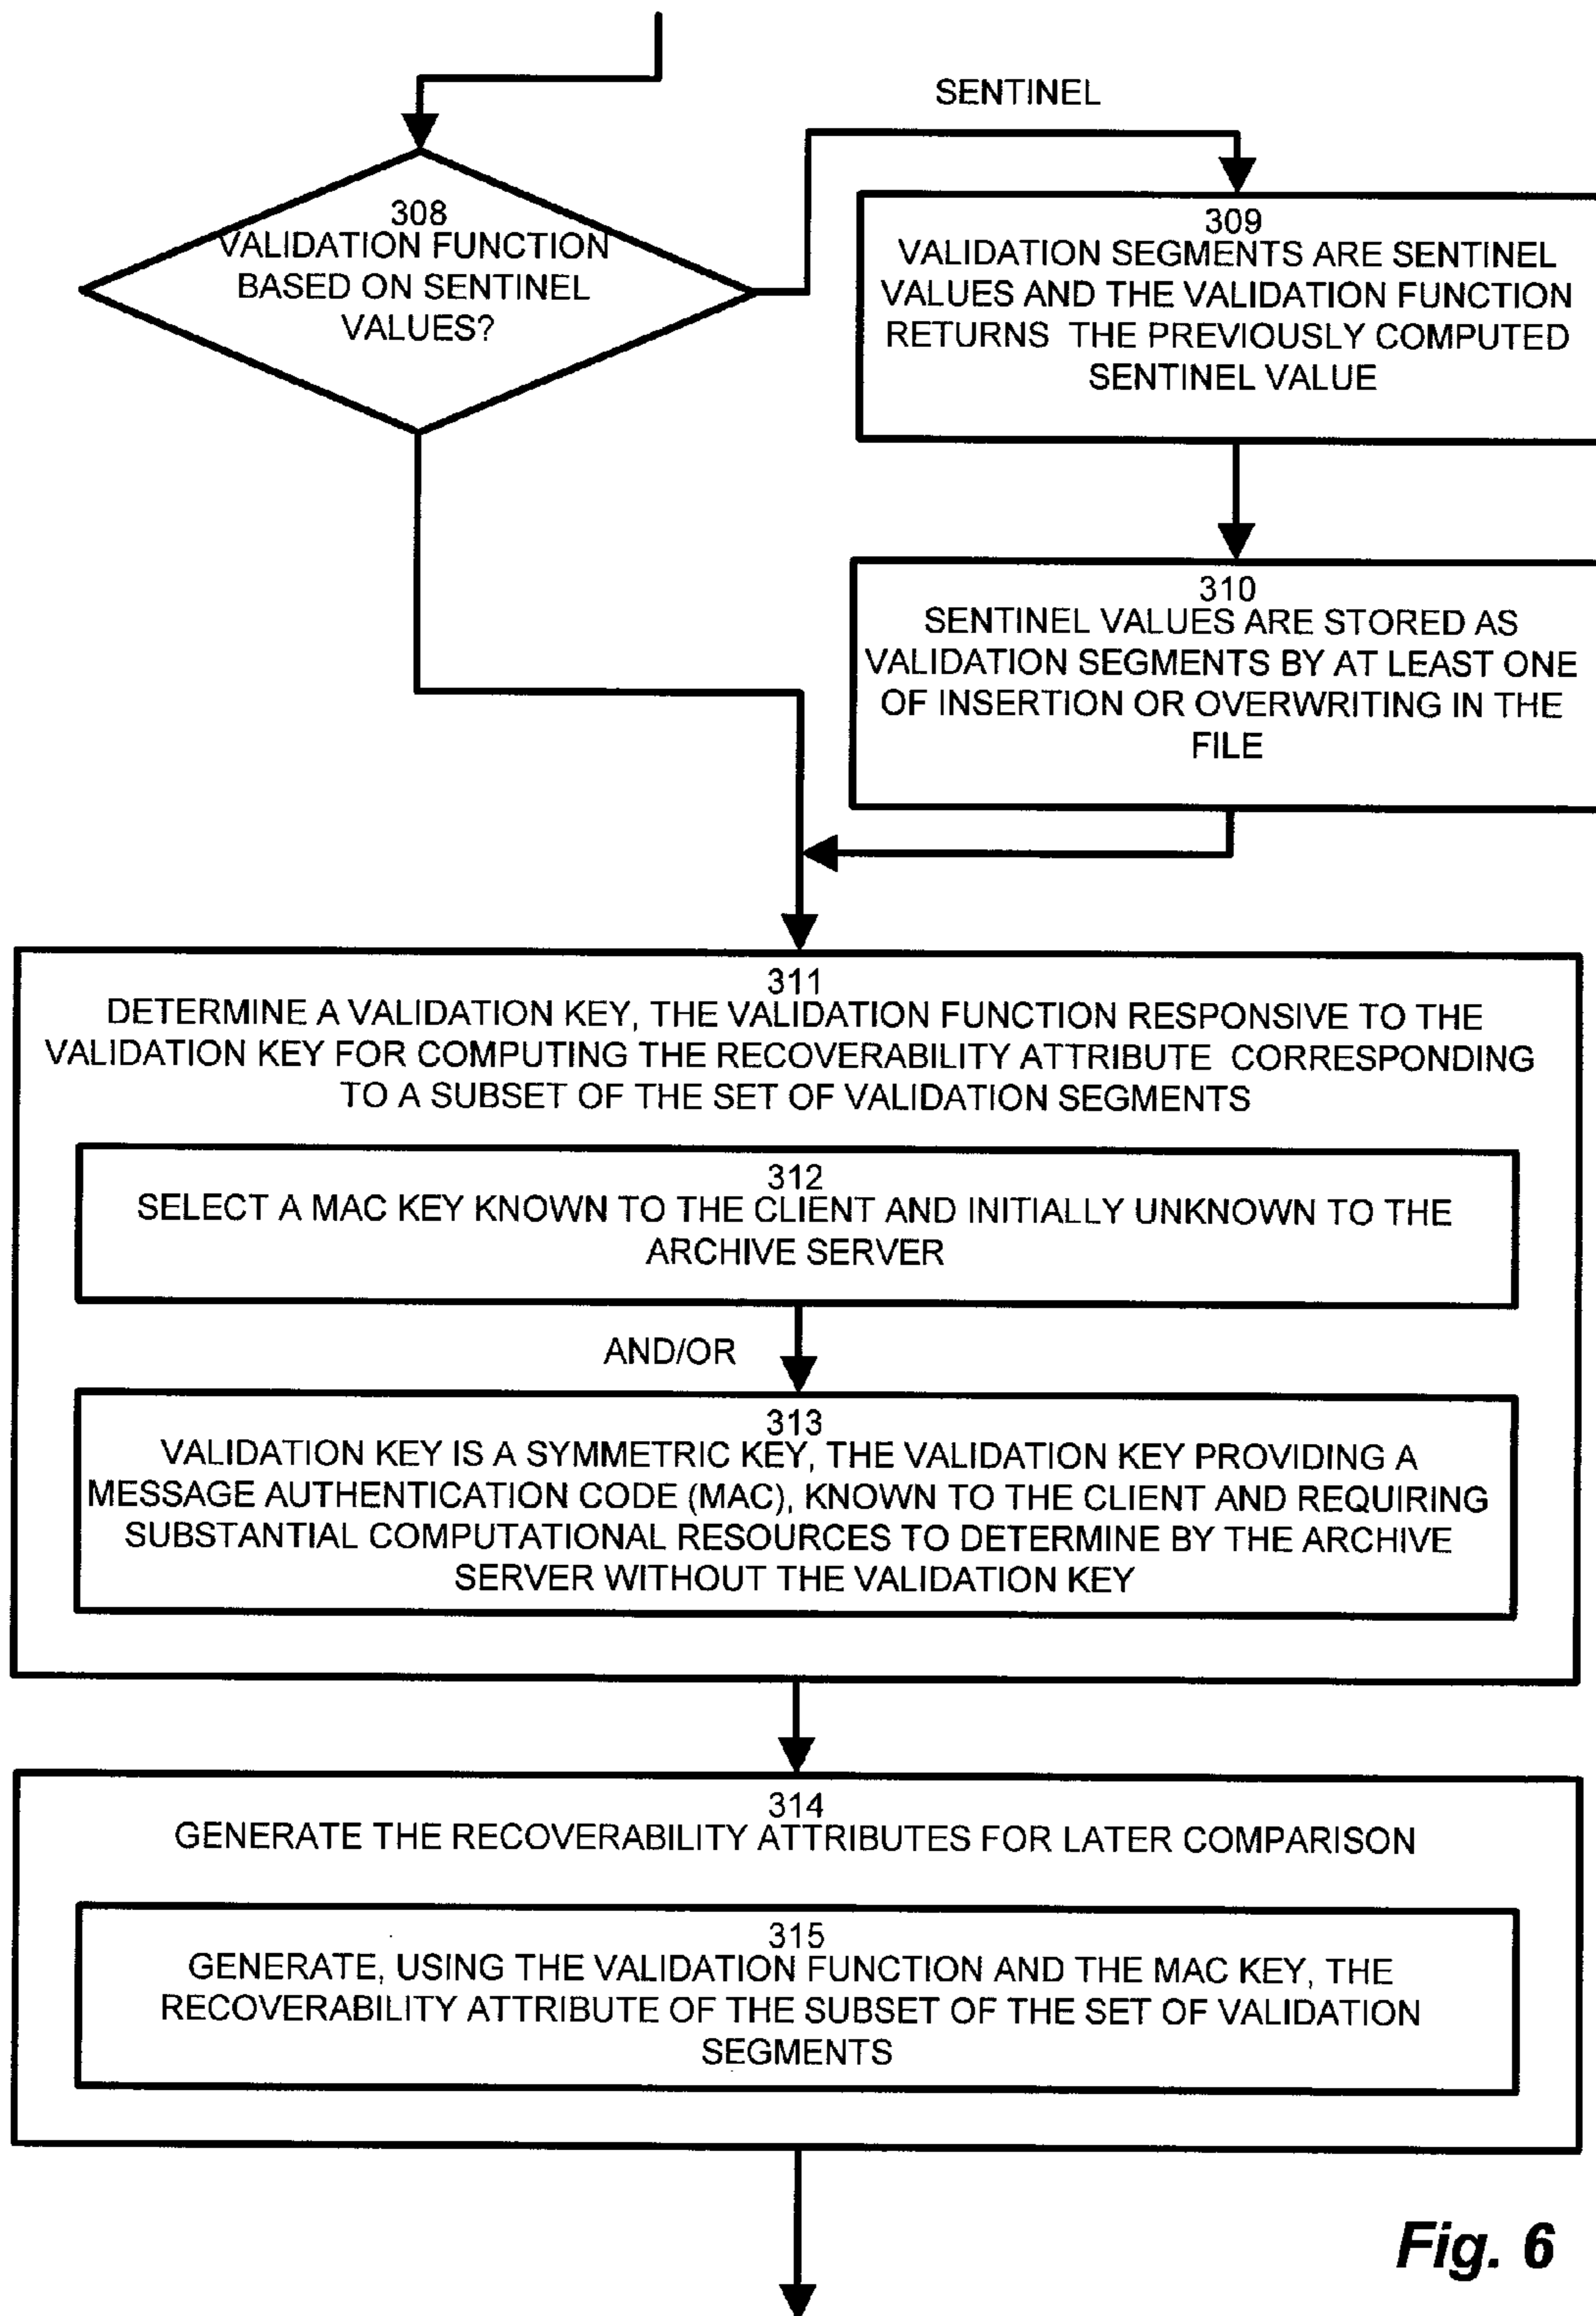 SENTINEL
308
VALIDATION FUNCTION
BASED ON SENTINEL
VALUES?
309
VALIDATION SEGMENTS ARE SENTINEL
VALUES AND THE VALIDATION FUNCTION
RETURNS THE PREVIOUSLY COMPUTED
SENTINEL VALUE
310
SENTINEL VALUES ARE STORED AS
VALIDATION SEGMENTS BY AT LEAST ONE
OF INSERTION OR OVERWRITING IN THE
FILE
311
DETERMINE A VALIDATION KEY, THE VALIDATION FUNCTION RESPONSIVE TO THE
VALIDATION KEY FOR COMPUTING THE RECOVERABILITY ATTRIBUTE CORRESPONDING
TO A SUBSET OF THE SET OF VALIDATION SEGMENTS
312
SELECT A MAC KEY KNOWN TO THE CLIENT AND INITIALLY UNKNOWN TO THE
ARCHIVE SERVER
AND/OR
313
VALIDATION KEY IS A SYMMETRIC KEY, THE VALIDATION KEY PROVIDING A
MESSAGE AUTHENTICATION CODE (MAC), KNOWN TO THE CLIENT AND REQUIRING
SUBSTANTIAL COMPUTATIONAL RESOURCES TO DETERMINE BY THE ARCHIVE
SERVER WITHOUT THE VALIDATION KEY
314
GENERATE THE RECOVERABILITY ATTRIBUTES FOR LATER COMPARISON
315
GENERATE, USING THE VALIDATION FUNCTION AND THE MAC KEY, THE
RECOVERABILITY ATTRIBUTE OF THE SUBSET OF THE SET OF VALIDATION
SEGMENTS
Fig. 6